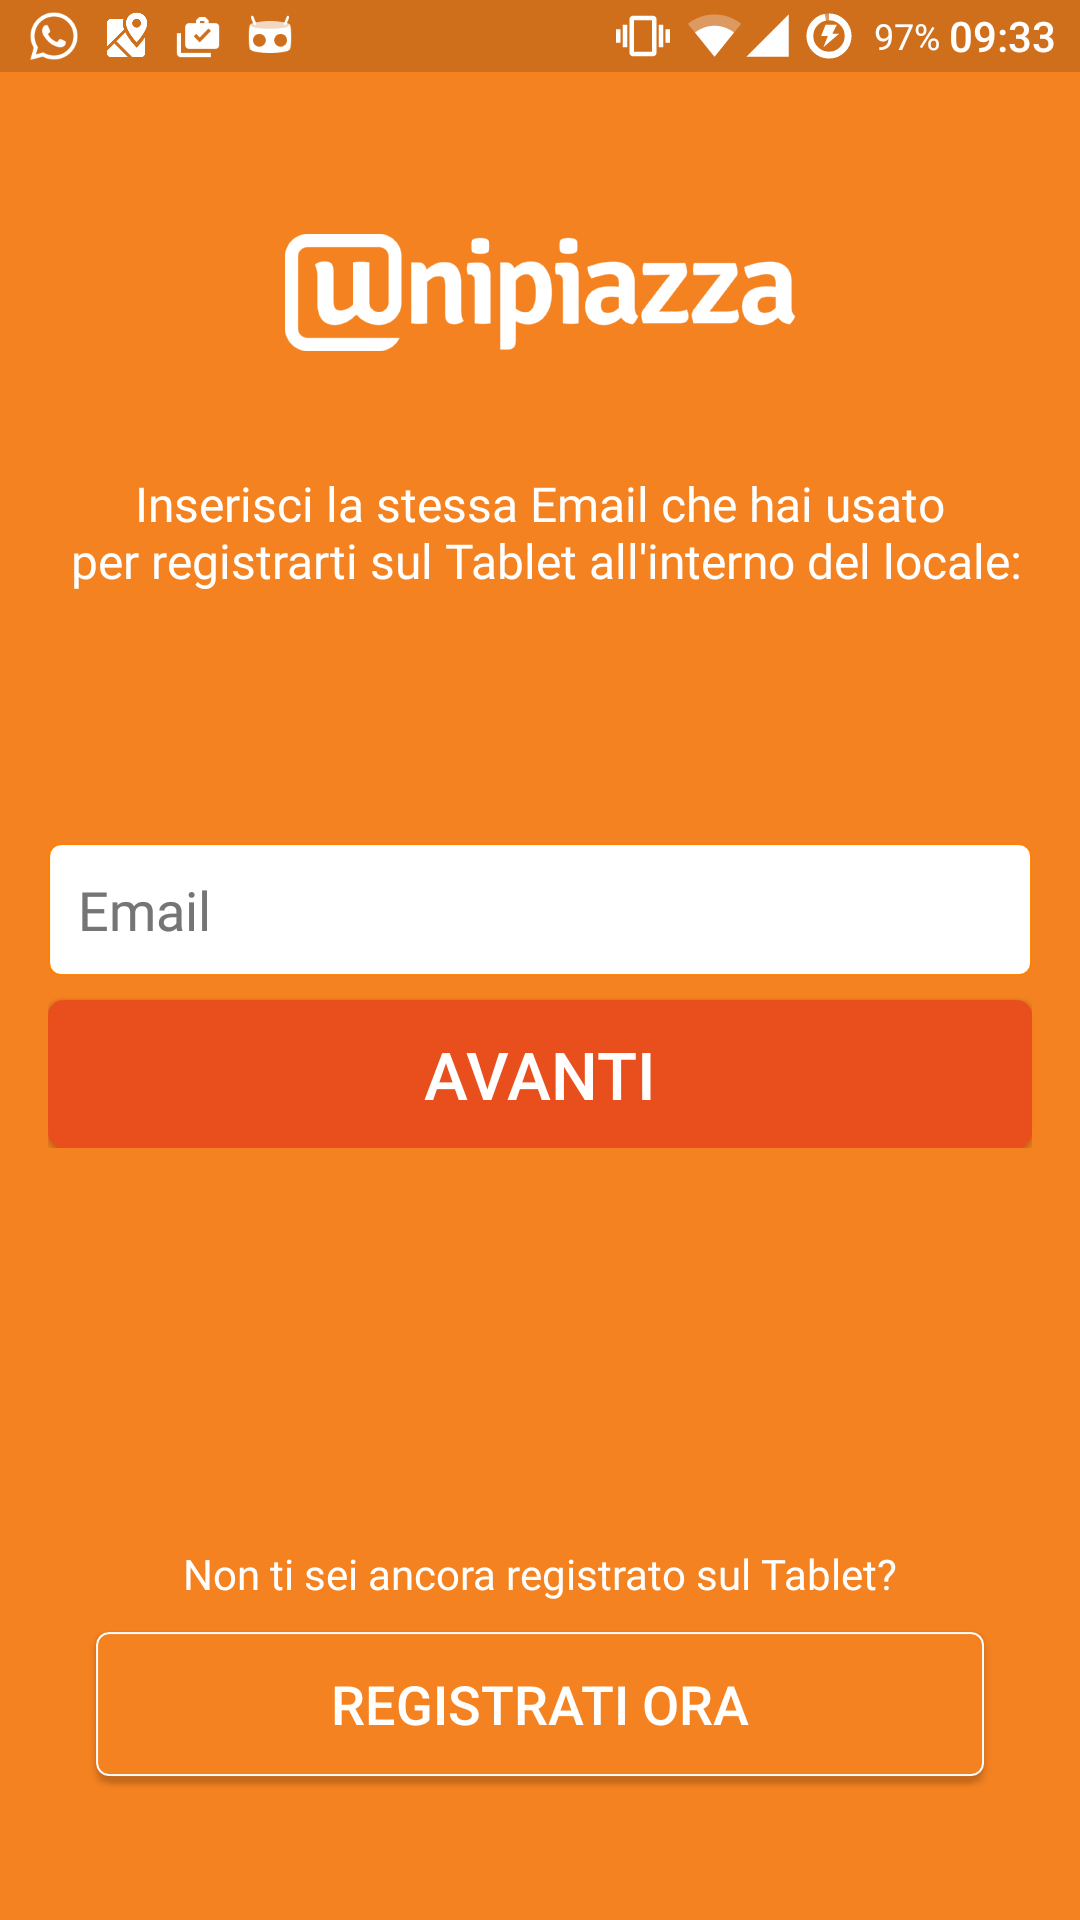 97% 09:33
unipiazza
Inserisci la stessa Email che hai usato
per registrarti sul Tablet all'interno del locale:
Email
AVANTI
Non ti sei ancora registrato sul Tablet?
REGISTRATI ORA